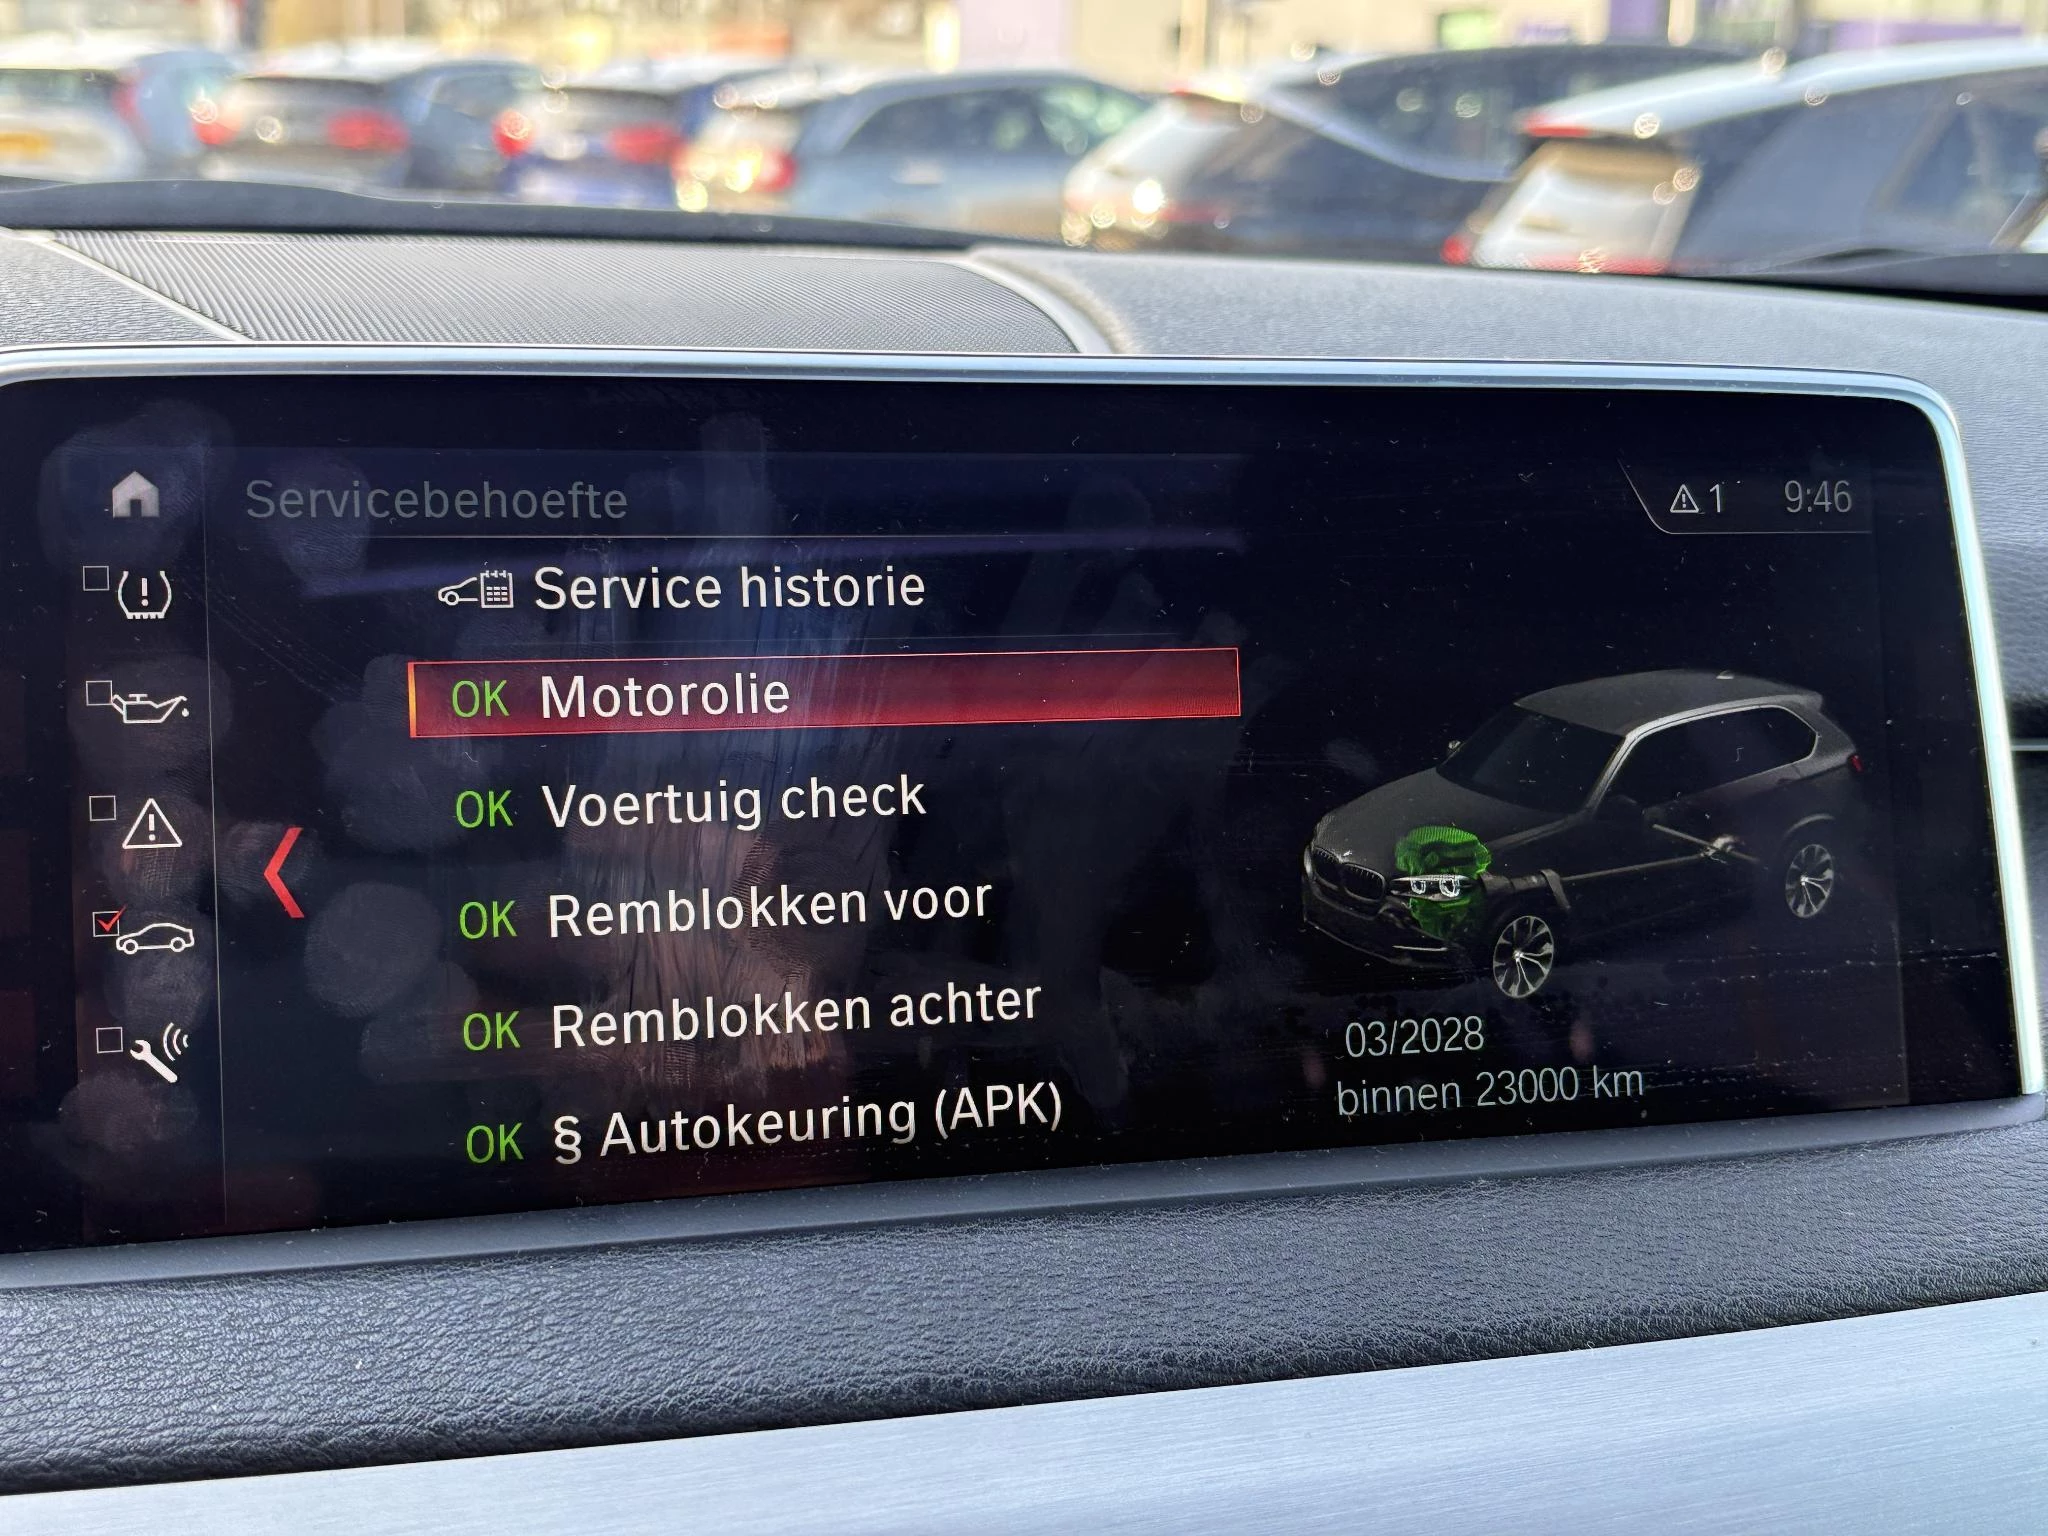 Servicebehoefte
1 9:46
Service historie
OK Motorolie
OK Voertuig check
OK Remblokken voor
OK Remblokken achter
OK § Autokeuring (APK)
03/2028
binnen 23000 km